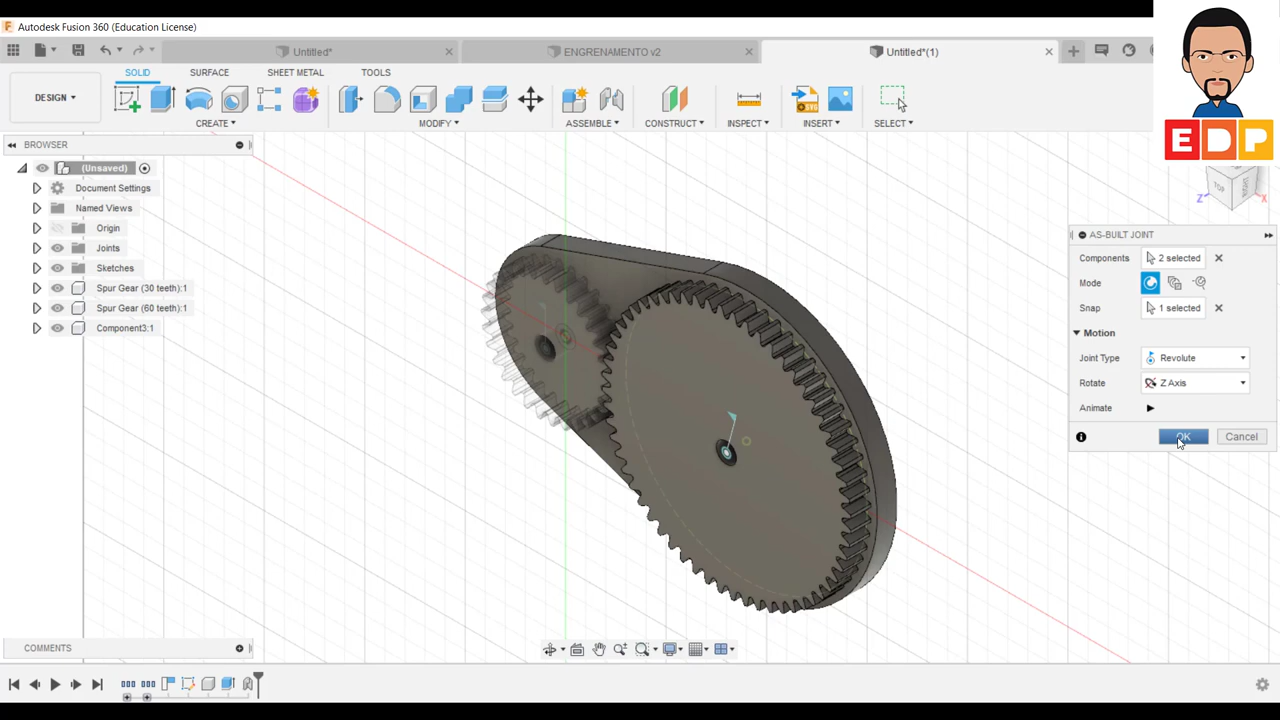 Autodesk Fusion 360 (Education License)
Untitled*
ENGRENAMENTO v2
Untitled*(1)
SOLID
SURFACE
SHEET METAL
TOOLS
DESIGN
CREATE
MODIFY
ASSEMBLE
CONSTRUCT
INSPECT
INSERT
SELECT
EDP
BROWSER
(Unsaved)
Document Settings
Named Views
Origin
Joints
Sketches
Spur Gear (30 teeth):1
Spur Gear (60 teeth):1
Component3:1
TOP
RIGHT
Z
X
AS-BUILT JOINT
Components 2 selected
Mode
Snap 1 selected
Motion
Joint Type Revolute
Rotate Z Axis
Animate
OK Cancel
COMMENTS